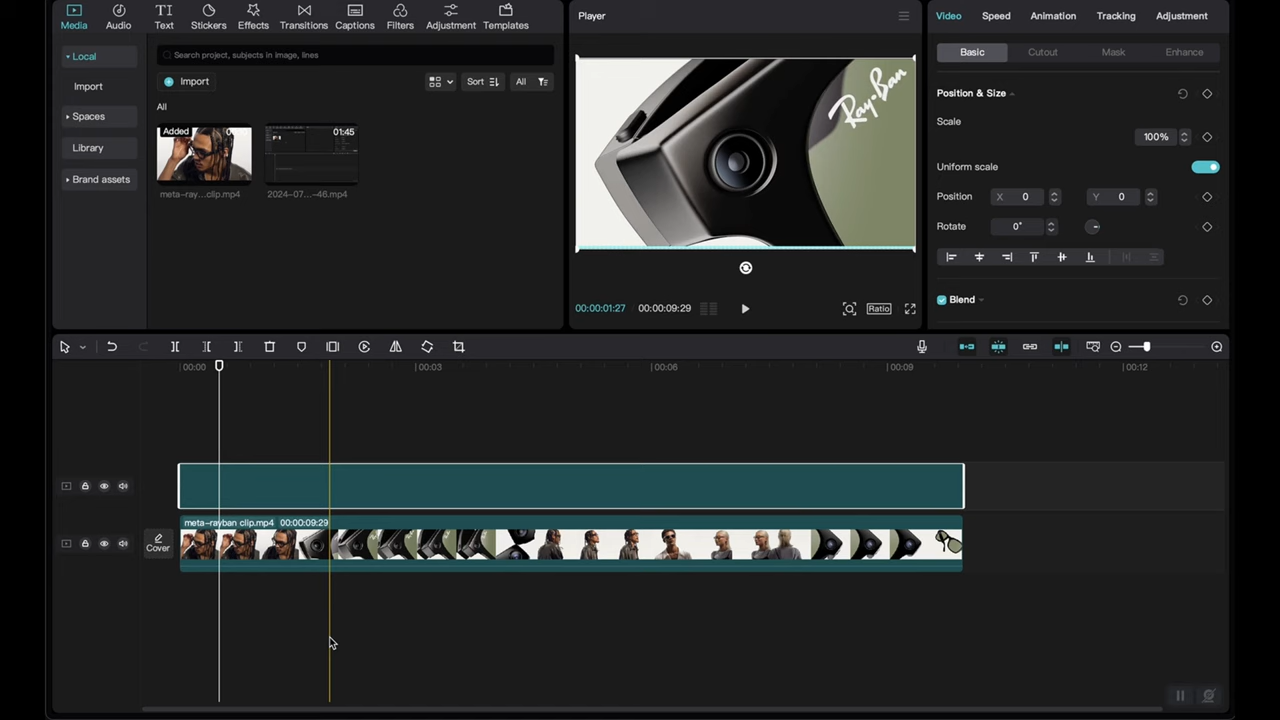 Media
Audio
Text
Stickers
Effects
Transitions
Captions
Filters
Adjustment
Templates
Local
Import
Spaces
Library
Brand assets
Search project, subjects in image, lines
Import
Sort
All
All
Added
01:45
meta-ray...clip.mp4
2024-07...-46.mp4
Player
Ray-Ban
00:00:01:27
00:00:09:29
Ratio
Video
Speed
Animation
Tracking
Adjustment
Basic
Cutout
Mask
Enhance
Position & Size
Scale
100%
Uniform scale
Position
X 0
Y 0
Rotate
0°
Blend
00:00
00:03
00:06
00:09
00:12
Cover
meta-rayban clip.mp4 00:00:09:29